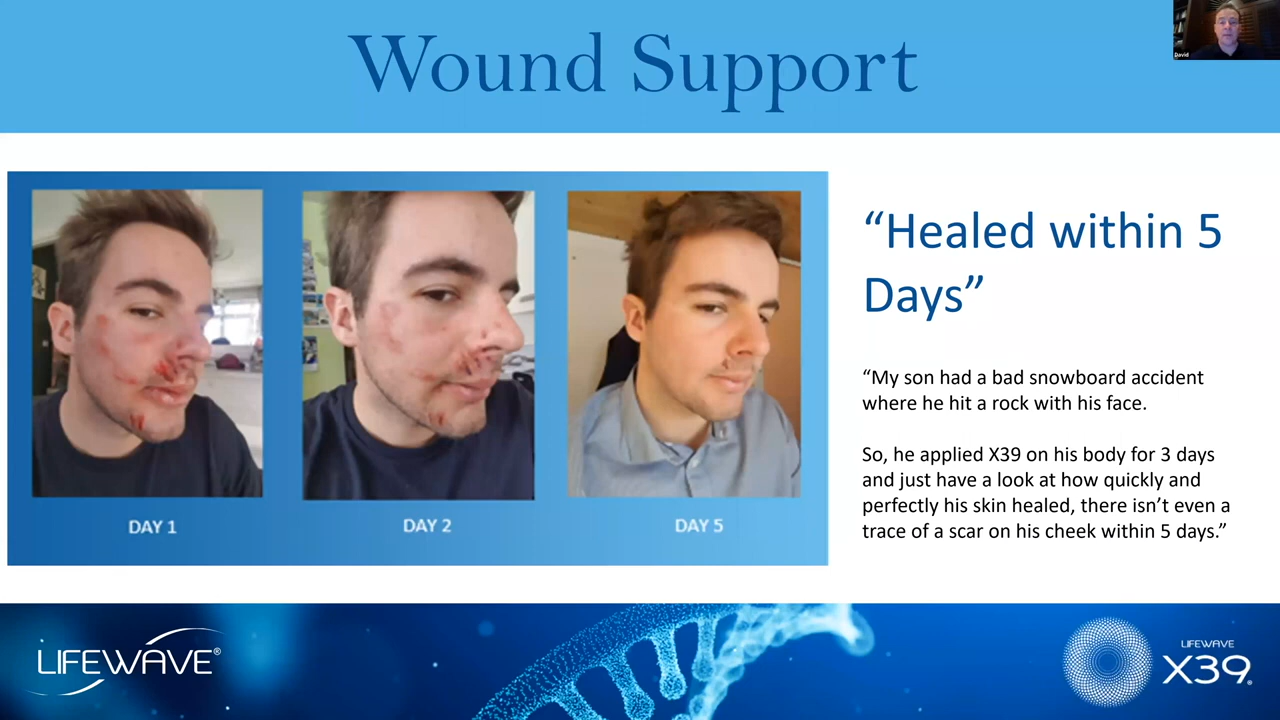 Wound Support
David
DAY 1
DAY 2
DAY 5
“Healed within 5
Days”
“My son had a bad snowboard accident
where he hit a rock with his face.
So, he applied X39 on his body for 3 days
and just have a look at how quickly and
perfectly his skin healed, there isn’t even a
trace of a scar on his cheek within 5 days.”
LIFEWAVE®
LIFEWAVE
X39®